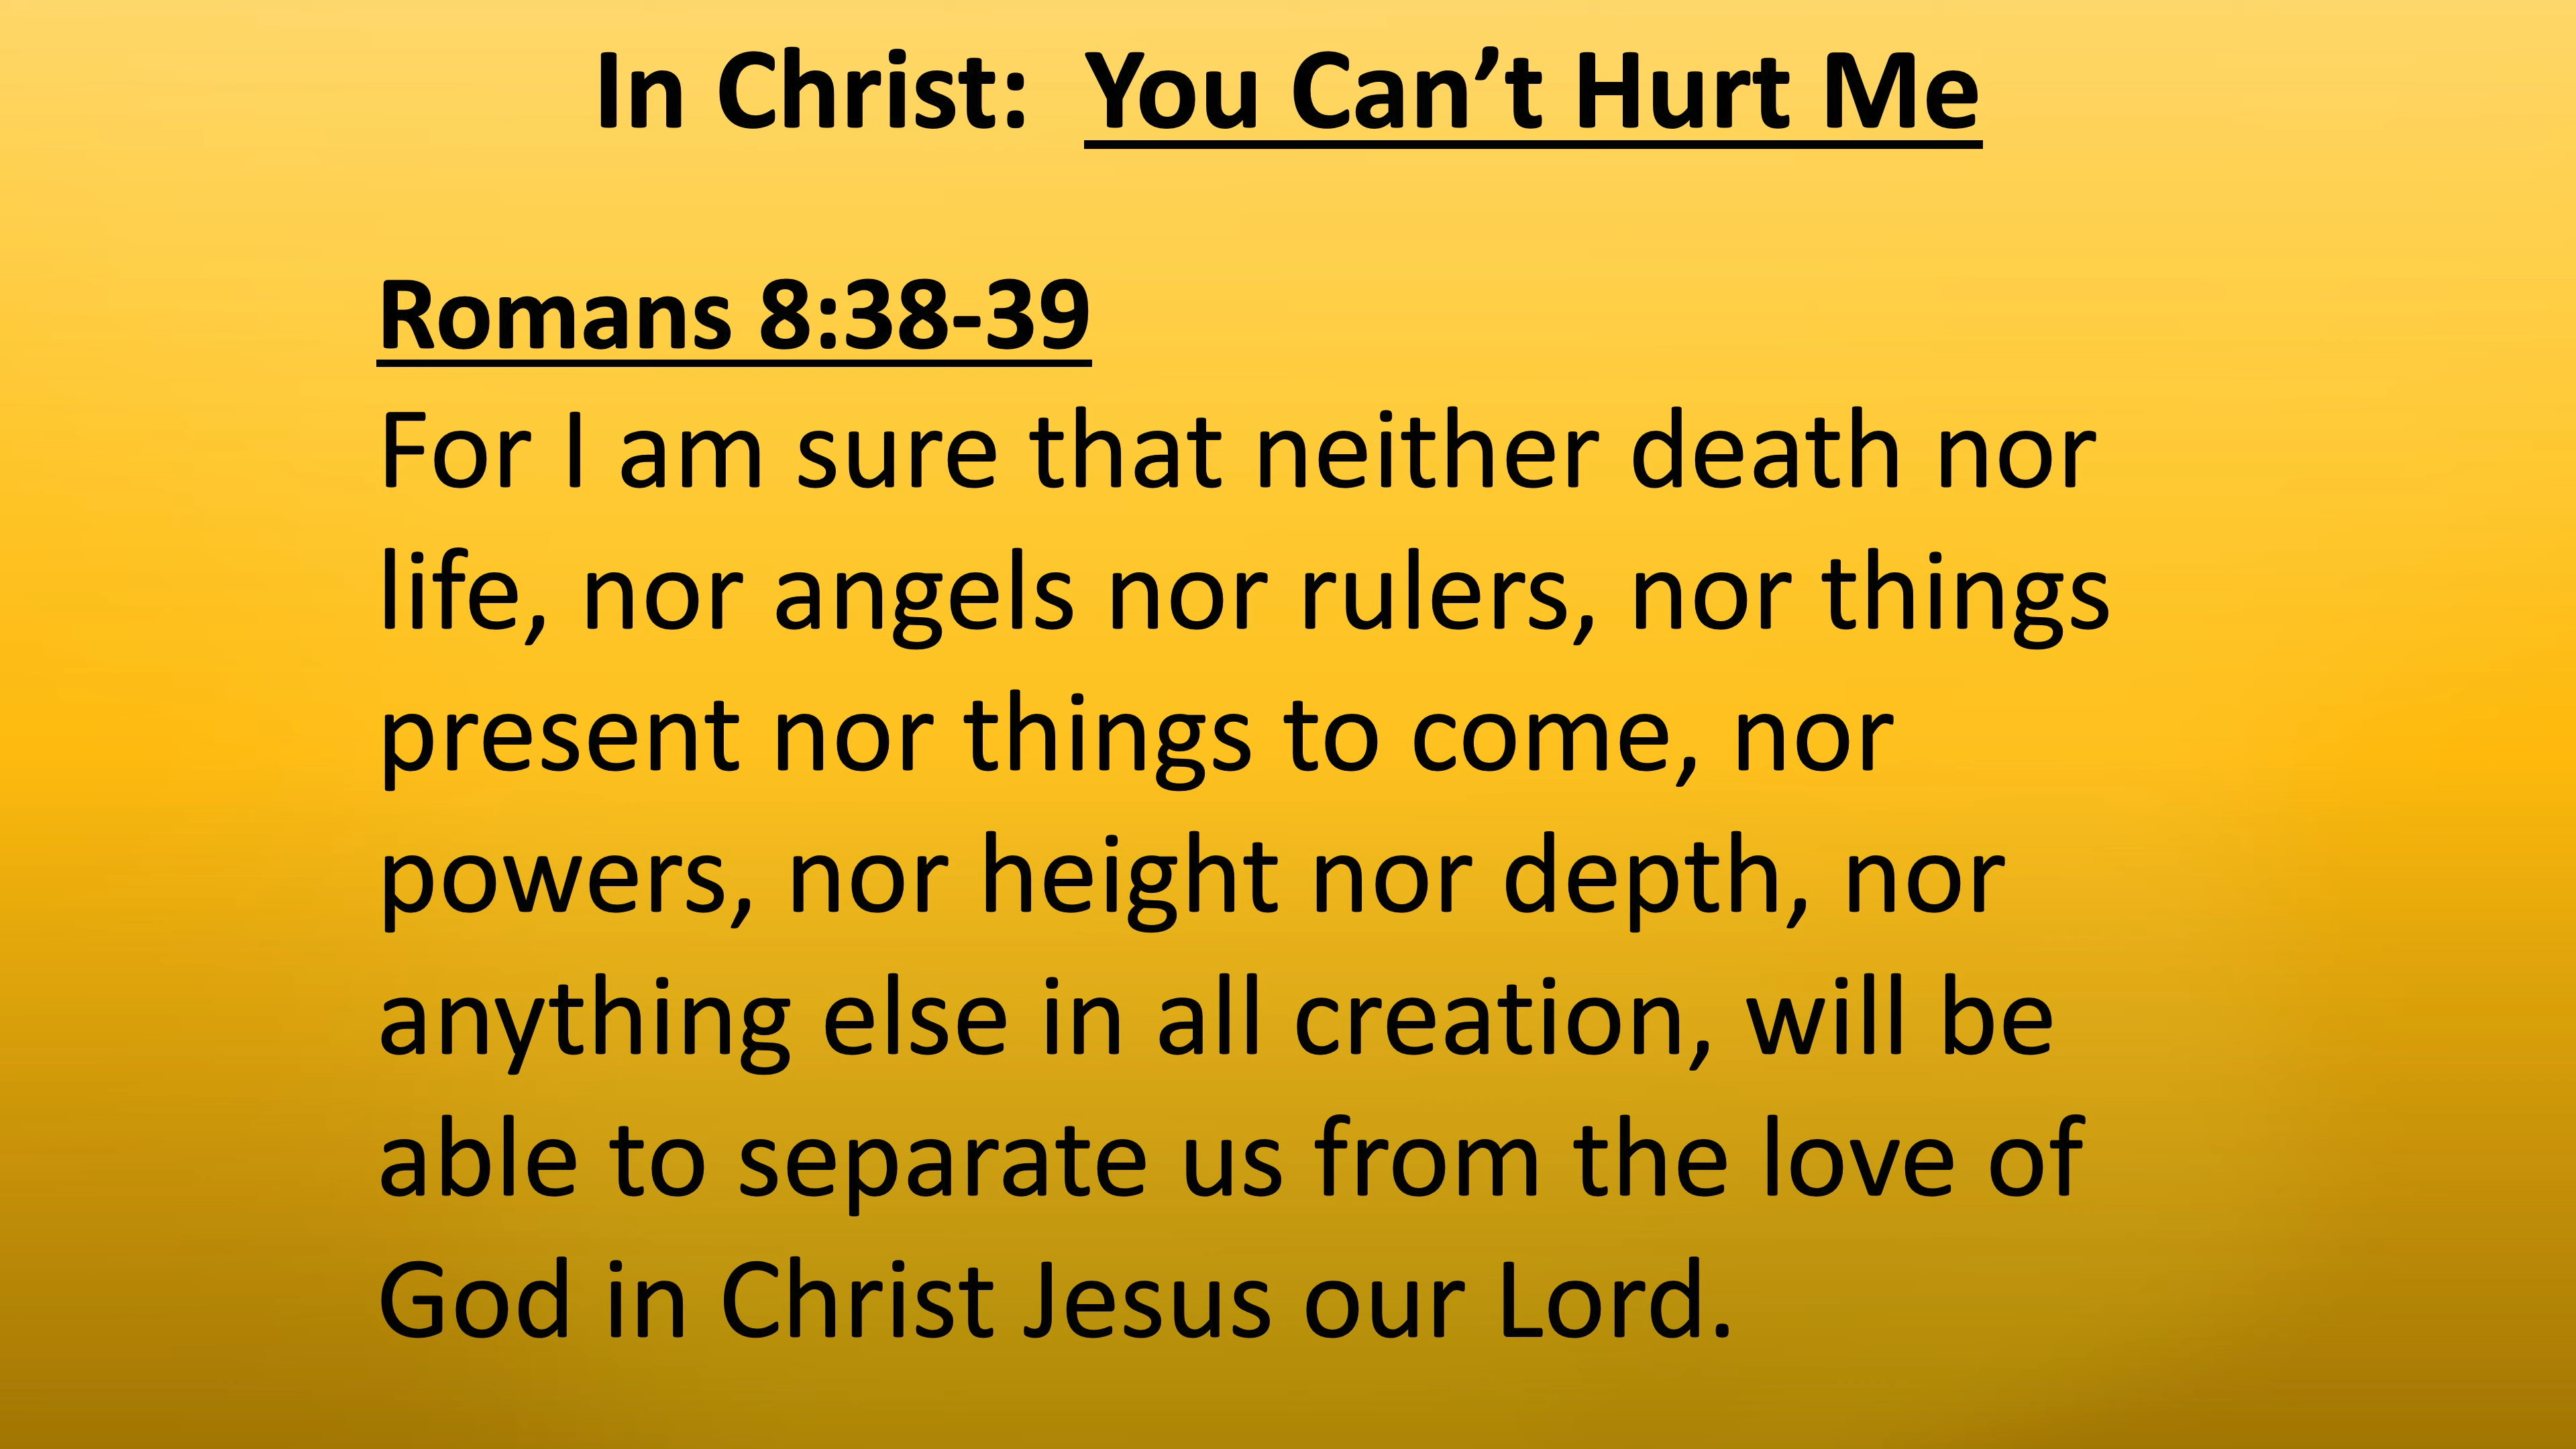 In Christ:  You Can’t Hurt Me
Romans 8:38-39
For I am sure that neither death nor
life, nor angels nor rulers, nor things
present nor things to come, nor
powers, nor height nor depth, nor
anything else in all creation, will be
able to separate us from the love of
God in Christ Jesus our Lord.